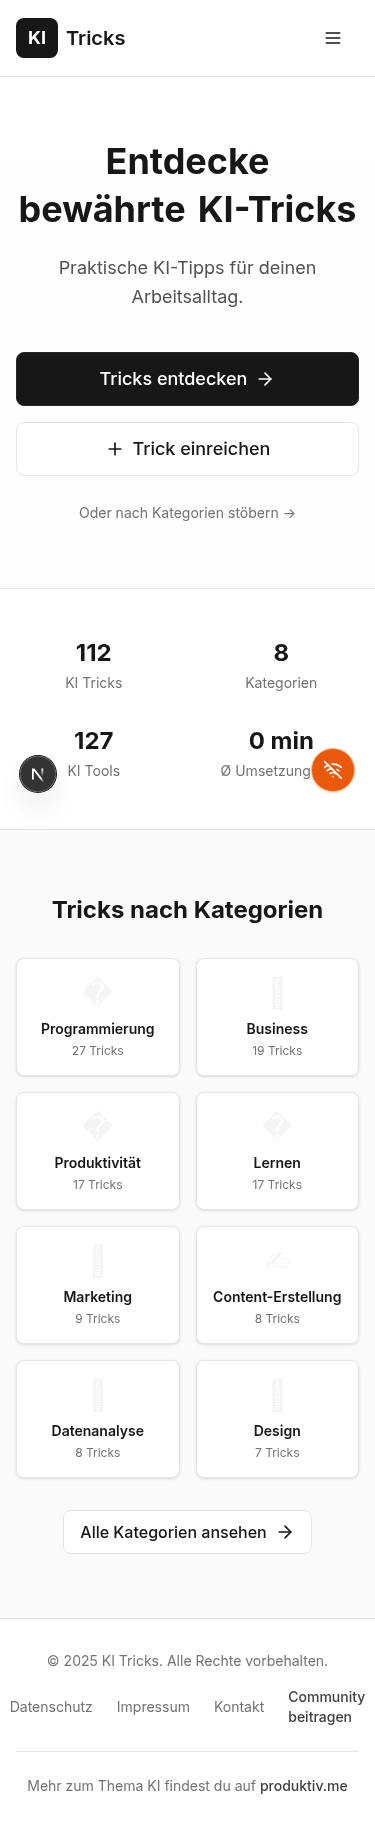 KI Tricks
Entdecke
bewährte KI-Tricks
Praktische KI-Tipps für deinen
Arbeitsalltag.
Tricks entdecken →
+ Trick einreichen
Oder nach Kategorien stöbern →
112
KI Tricks
8
Kategorien
127
KI Tools
0 min
Ø Umsetzung
N
Tricks nach Kategorien
Programmierung
27 Tricks
Business
19 Tricks
Produktivität
17 Tricks
Lernen
17 Tricks
Marketing
9 Tricks
Content-Erstellung
8 Tricks
Datenanalyse
8 Tricks
Design
7 Tricks
Alle Kategorien ansehen →
© 2025 KI Tricks. Alle Rechte vorbehalten.
Datenschutz
Impressum
Kontakt
Community
beitragen
Mehr zum Thema KI findest du auf produktiv.me